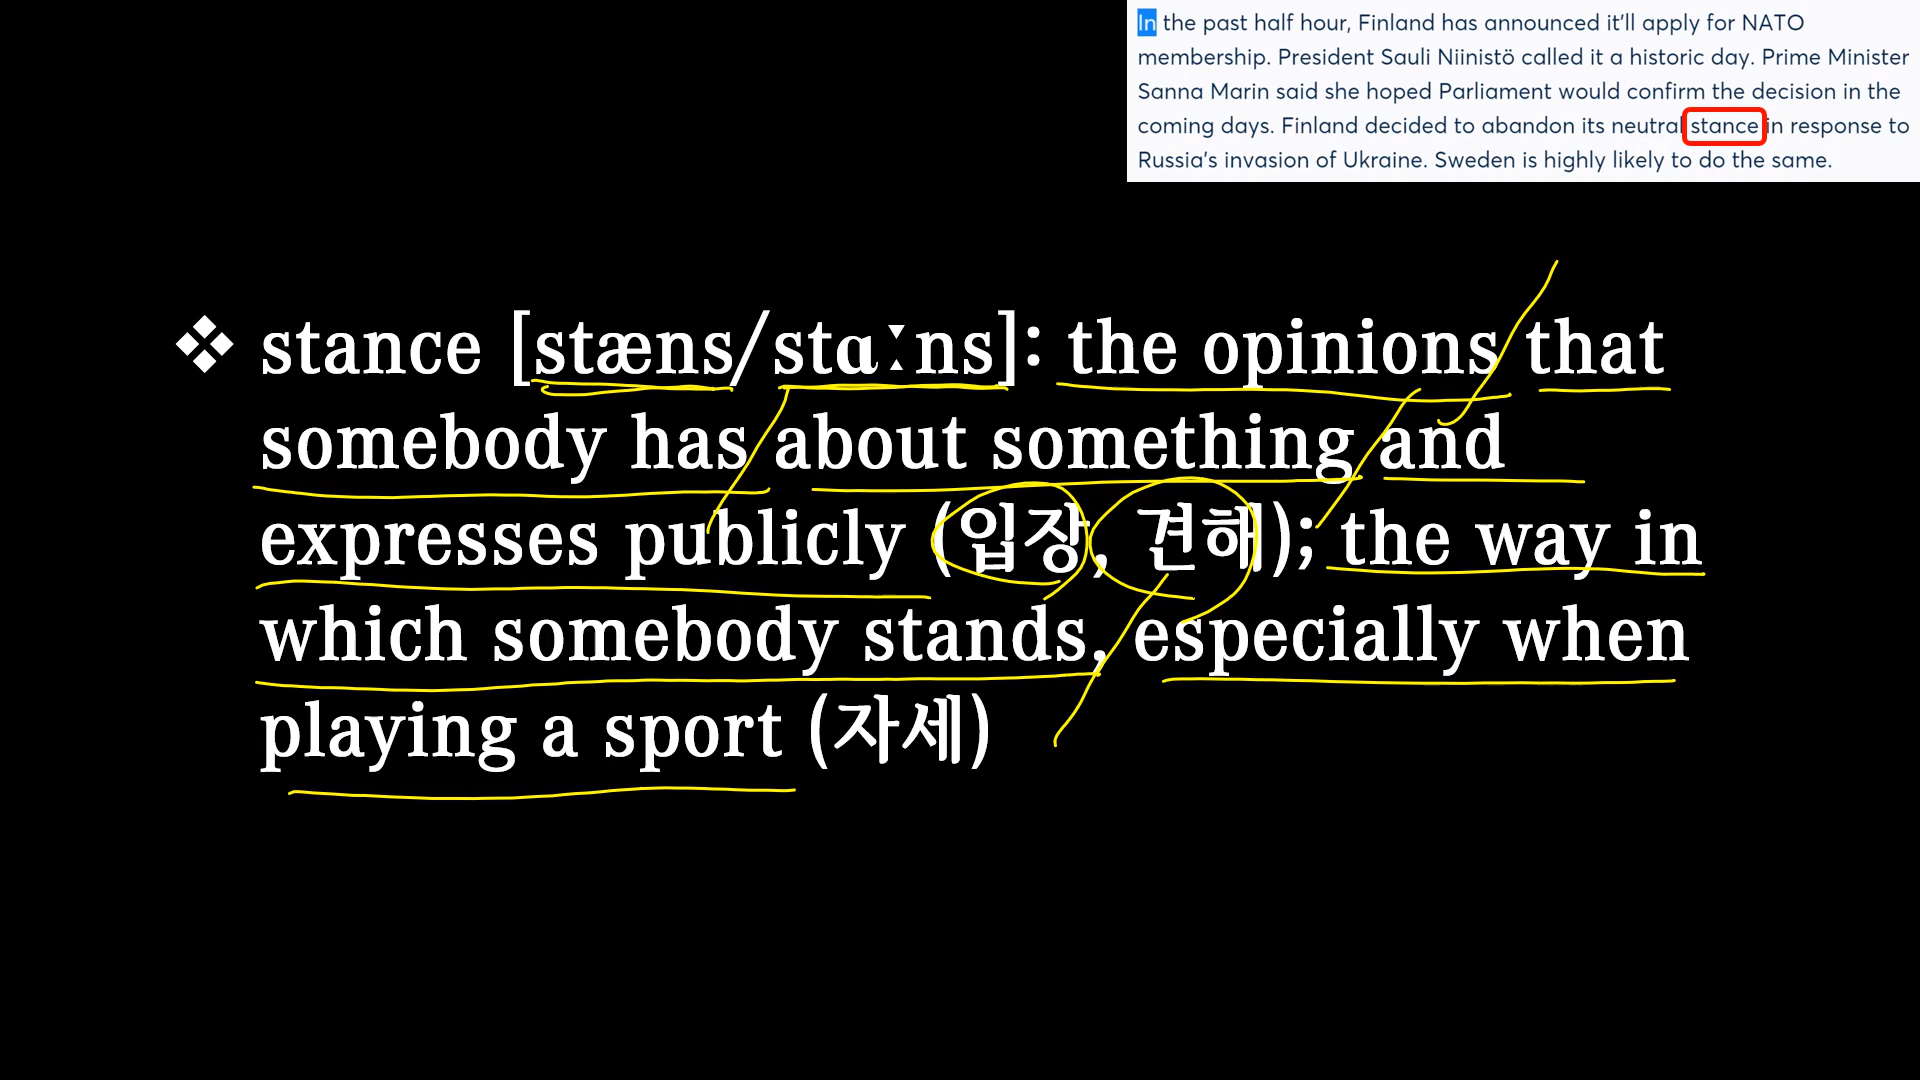 In the past half hour, Finland has announced it'll apply for NATO
membership. President Sauli Niinistö called it a historic day. Prime Minister
Sanna Marin said she hoped Parliament would confirm the decision in the
coming days. Finland decided to abandon its neutral stance in response to
Russia's invasion of Ukraine. Sweden is highly likely to do the same.
❖ stance [stæns/stɑːns]: the opinions that
somebody has about something and
expresses publicly (입장, 견해); the way in
which somebody stands, especially when
playing a sport (자세)